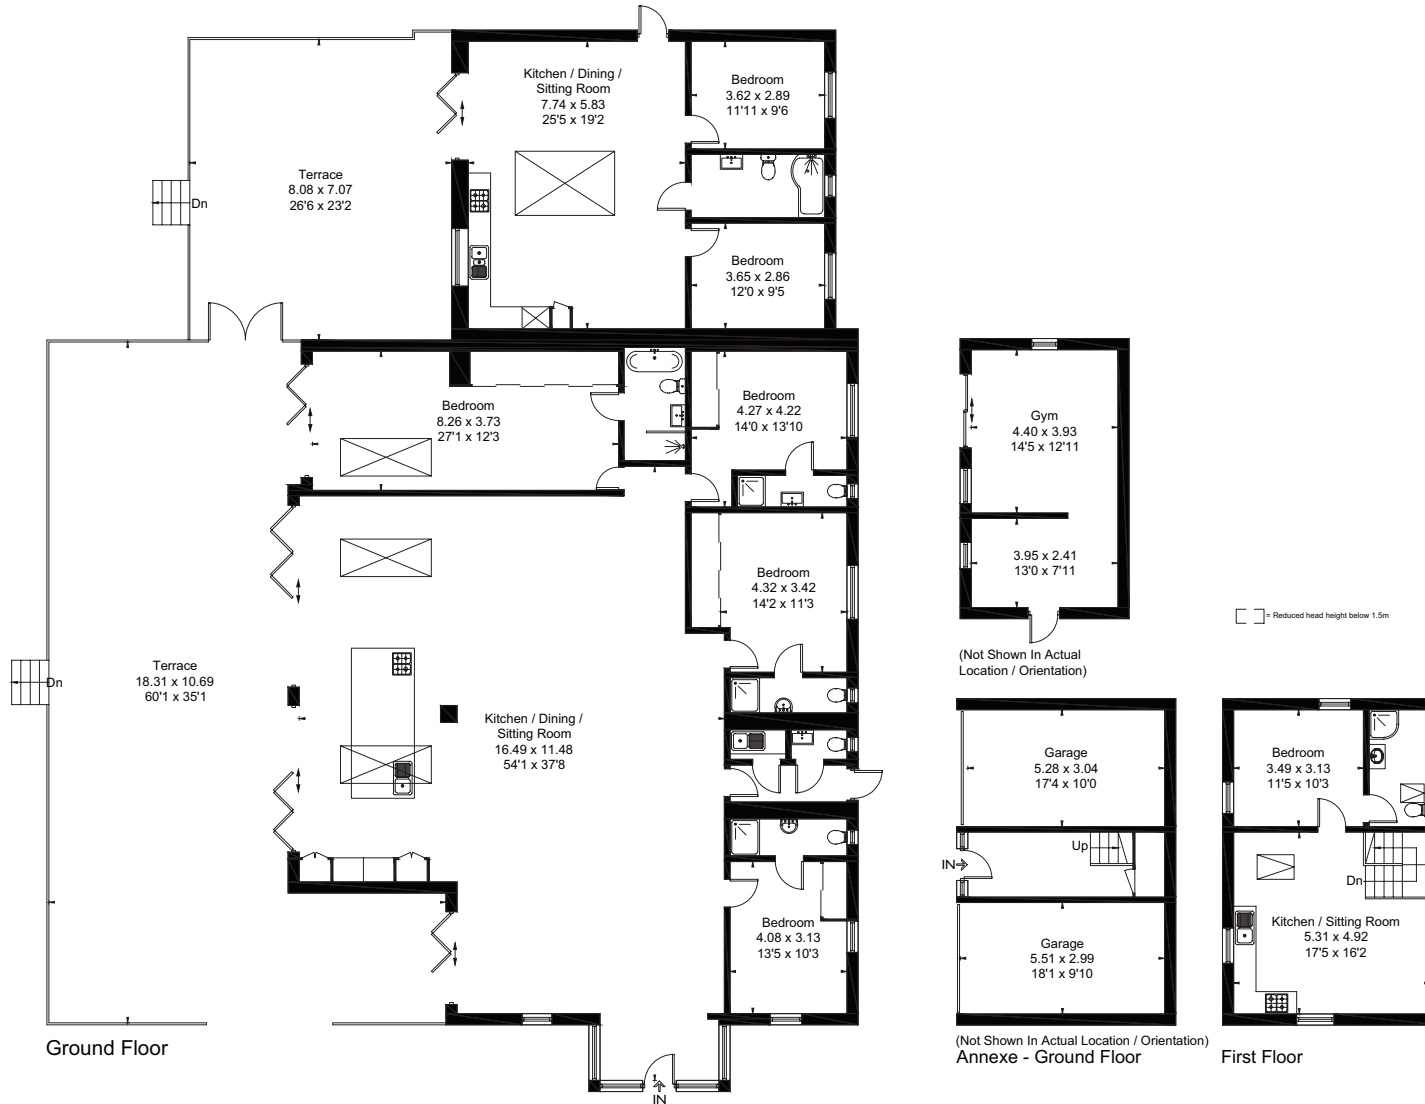 Kitchen / Dining /
Sitting Room
7.74 x 5.83
25'5 x 19'2
Bedroom
3.62 x 2.89
11'11 x 9'6
Terrace
8.08 x 7.07
26'6 x 23'2
Dn
Bedroom
3.65 x 2.86
12'0 x 9'5
Bedroom
8.26 x 3.73
27'1 x 12'3
Bedroom
4.27 x 4.22
14'0 x 13'10
Bedroom
4.32 x 3.42
14'2 x 11'3
Terrace
18.31 x 10.69
60'1 x 35'1
Dn
Kitchen / Dining /
Sitting Room
16.49 x 11.48
54'1 x 37'8
Bedroom
4.08 x 3.13
13'5 x 10'3
IN
Ground Floor
Gym
4.40 x 3.93
14'5 x 12'11
3.95 x 2.41
13'0 x 7'11
(Not Shown In Actual
Location / Orientation)
= Reduced head height below 1.5m
Garage
5.28 x 3.04
17'4 x 10'0
IN
Up
Garage
5.51 x 2.99
18'1 x 9'10
(Not Shown In Actual Location / Orientation)
Annexe - Ground Floor
Bedroom
3.49 x 3.13
11'5 x 10'3
Dn
Kitchen / Sitting Room
5.31 x 4.92
17'5 x 16'2
First Floor